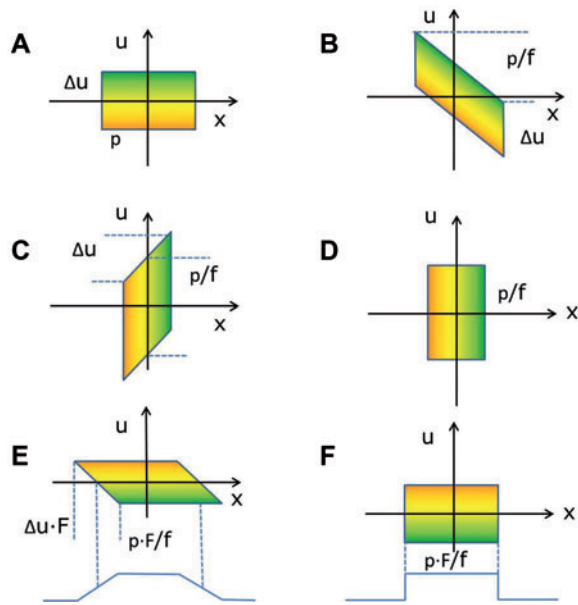 A
u
Δu
x
p
B
u
p/f
x
Δu
C
u
Δu
p/f
x
D
u
p/f
x
E
u
x
Δu·F
p·F/f
F
u
x
p·F/f